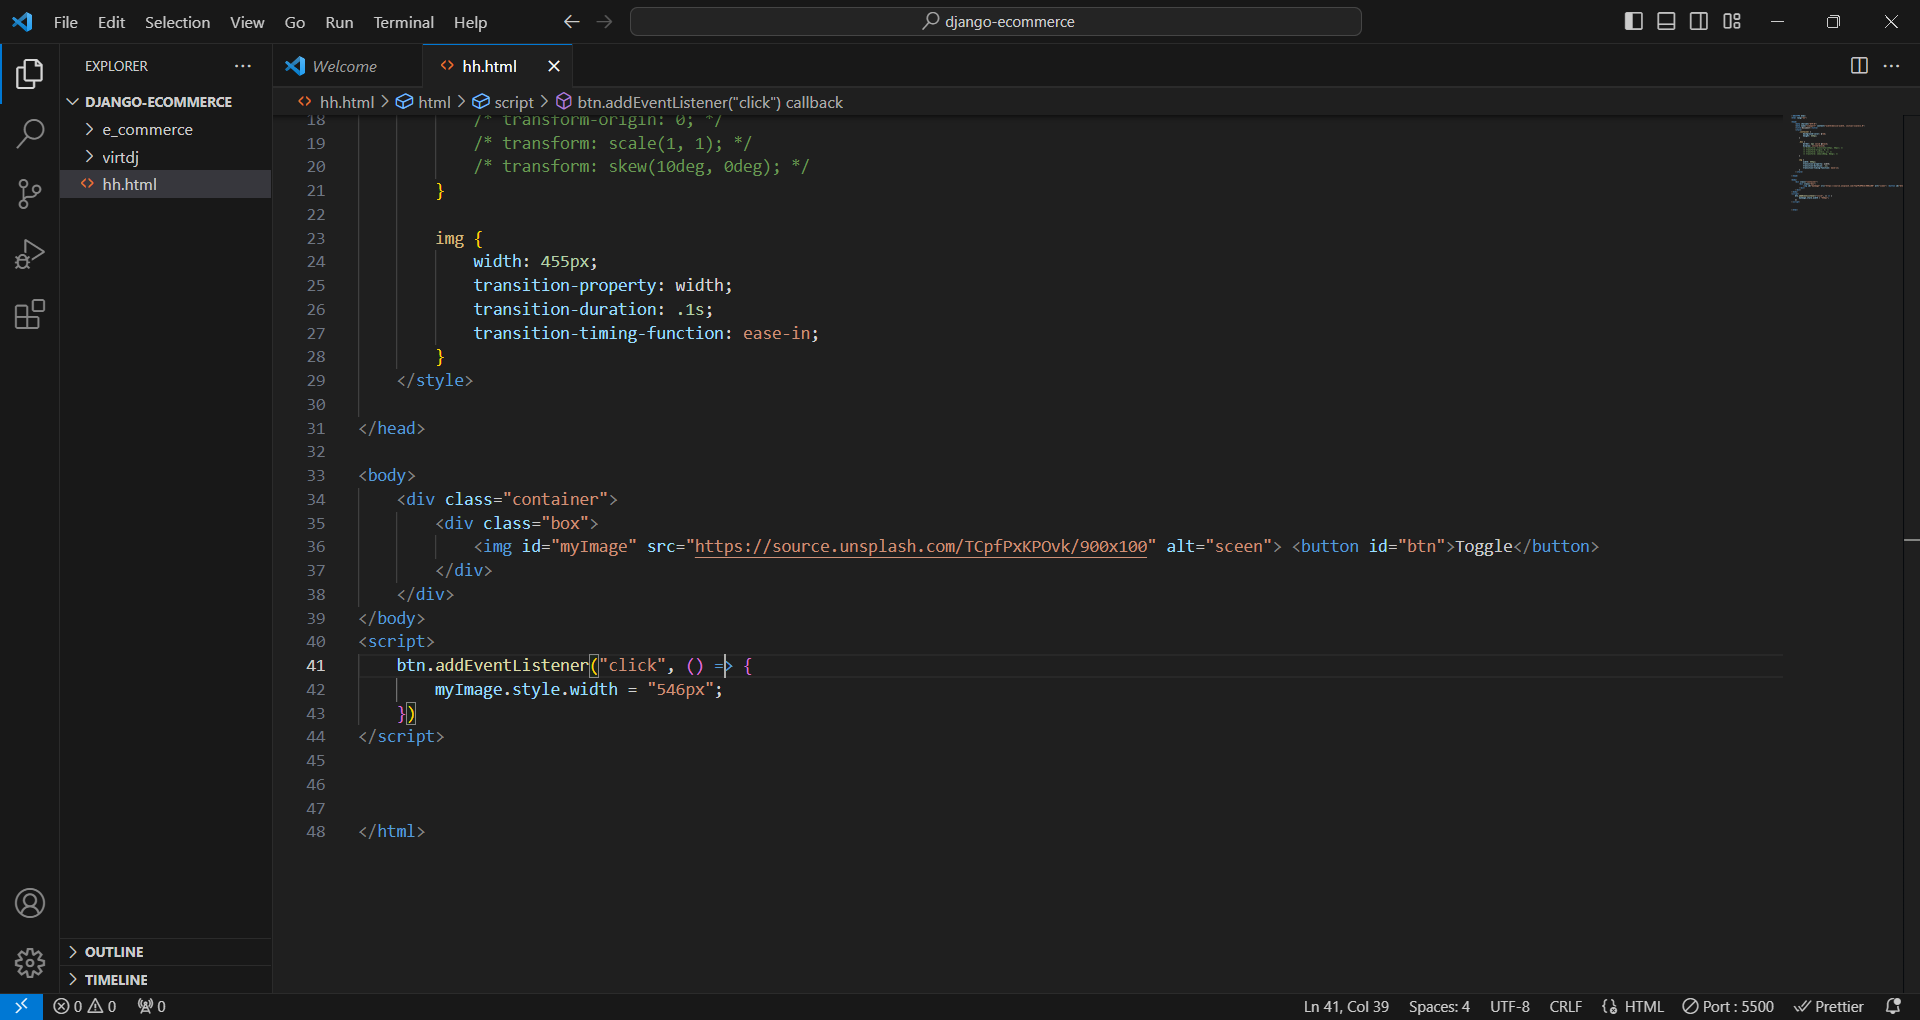 File Edit Selection View Go Run Terminal Help
django-ecommerce
EXPLORER
DJANGO-ECOMMERCE
e_commerce
virtdj
hh.html
OUTLINE
TIMELINE
Welcome
hh.html
hh.html > html > script > btn.addEventListener("click") callback
18 /* transform-origin: 0; */
19 /* transform: scale(1, 1); */
20 /* transform: skew(10deg, 0deg); */
21 }
22
23 img {
24 width: 455px;
25 transition-property: width;
26 transition-duration: .1s;
27 transition-timing-function: ease-in;
28 }
29 </style>
30
31 </head>
32
33 <body>
34 <div class="container">
35 <div class="box">
36 <img id="myImage" src="https://source.unsplash.com/TCpfPxKPOvk/900x100" alt="sceen"> <button id="btn">Toggle</button>
37 </div>
38 </div>
39 </body>
40 <script>
41 btn.addEventListener("click", () => {
42 myImage.style.width = "546px";
43 })
44 </script>
45
46
47
48 </html>
0 0 0
Ln 41, Col 39 Spaces: 4 UTF-8 CRLF HTML Port : 5500 Prettier